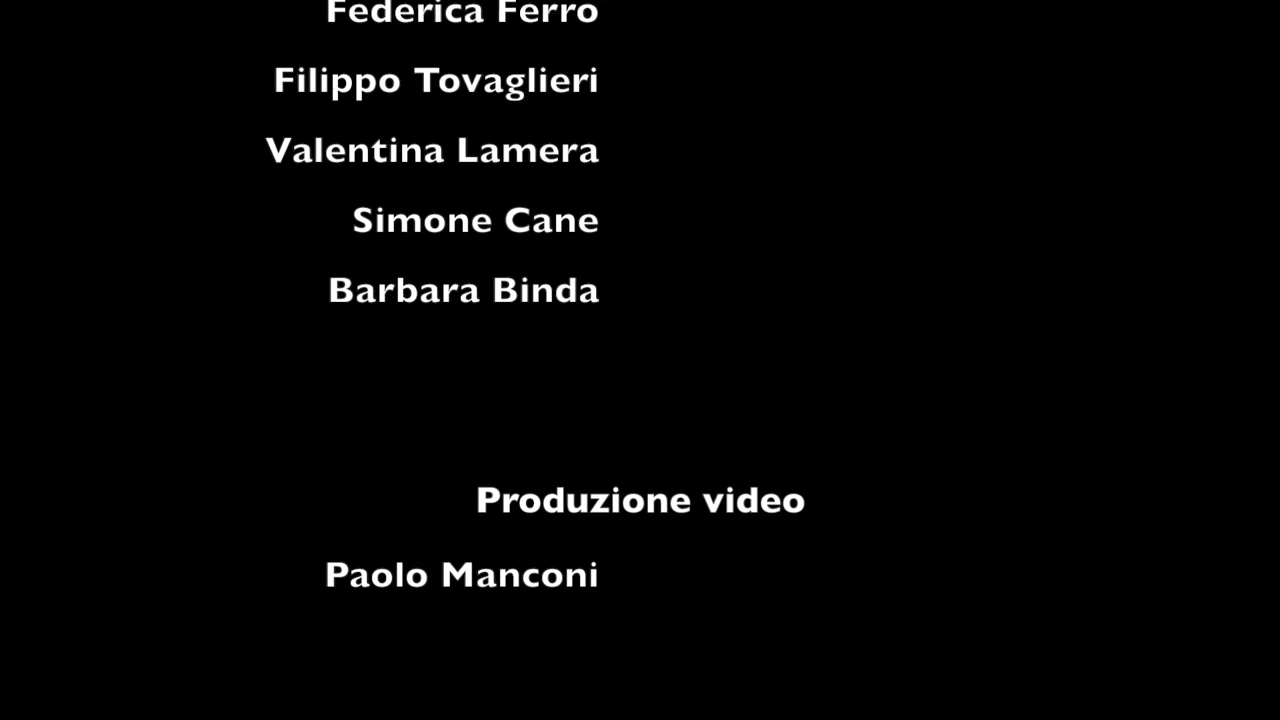 Federica Ferro
Filippo Tovaglieri
Valentina Lamera
Simone Cane
Barbara Binda
Produzione video
Paolo Manconi